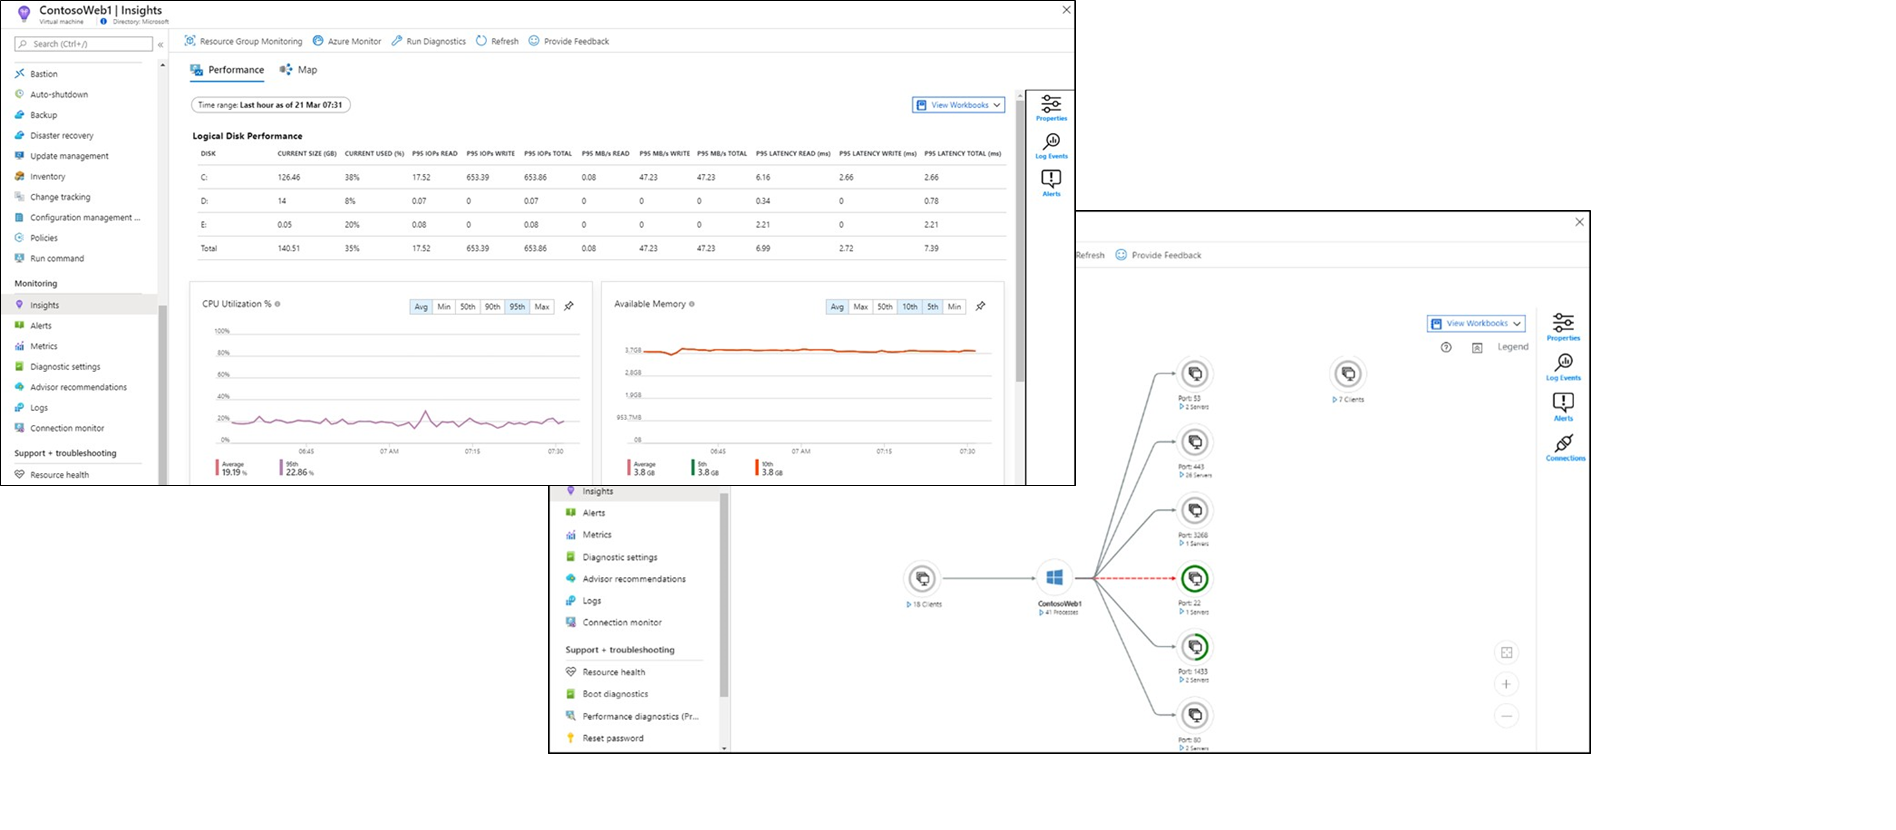 ContosoWeb1 | Insights
Virtual machine Directory: Microsoft
Search (Ctrl+/)
Bastion
Auto-shutdown
Backup
Disaster recovery
Update management
Inventory
Change tracking
Configuration management ...
Policies
Run command
Monitoring
Insights
Alerts
Metrics
Diagnostic settings
Advisor recommendations
Logs
Connection monitor
Support + troubleshooting
Resource health
Resource Group Monitoring Azure Monitor Run Diagnostics Refresh Provide Feedback
Performance Map
Time range: Last hour as of 21 Mar 07:31
View Workbooks
Logical Disk Performance
DISK CURRENT SIZE (GB) CURRENT USED (%) P95 IOPs READ P95 IOPs WRITE P95 IOPs TOTAL P95 MB/s READ P95 MB/s WRITE P95 MB/s TOTAL P95 LATENCY READ (ms) P95 LATENCY WRITE (ms) P95 LATENCY TOTAL (ms)
C: 126.46 38% 17.52 653.39 653.86 0.08 47.23 47.23 6.16 2.66 2.66
D: 14 8% 0.07 0 0.07 0 0 0 0.34 0 0.78
E: 0.05 20% 0.08 0 0.08 0 0 0 2.21 0 2.21
Total 140.51 35% 17.52 653.39 653.86 0.08 47.23 47.23 6.99 2.72 7.39
CPU Utilization %
Avg Min 50th 90th 95th Max
100%
80%
60%
40%
20%
0%
06:45 07 AM 07:15 07:30
Average
19.19 %
95th
22.86 %
Available Memory
Avg Max 50th 10th 5th Min
3,7GB
2,8GB
1,9GB
953,7MB
0B
06:45 07 AM 07:15 07:30
Average
3.8 GB
5th
3.8 GB
10th
3.8 GB
Properties
Log Events
Alerts
Refresh Provide Feedback
View Workbooks
Legend
Properties
Log Events
Alerts
Connections
Insights
Alerts
Metrics
Diagnostic settings
Advisor recommendations
Logs
Connection monitor
Support + troubleshooting
Resource health
Boot diagnostics
Performance diagnostics (Pr...
Reset password
18 Clients
ContosoWeb1
41 Processes
Port: 53
2 Servers
Port: 443
26 Servers
Port: 3268
1 Servers
Port: 22
1 Servers
Port: 1433
2 Servers
Port: 80
2 Servers
7 Clients